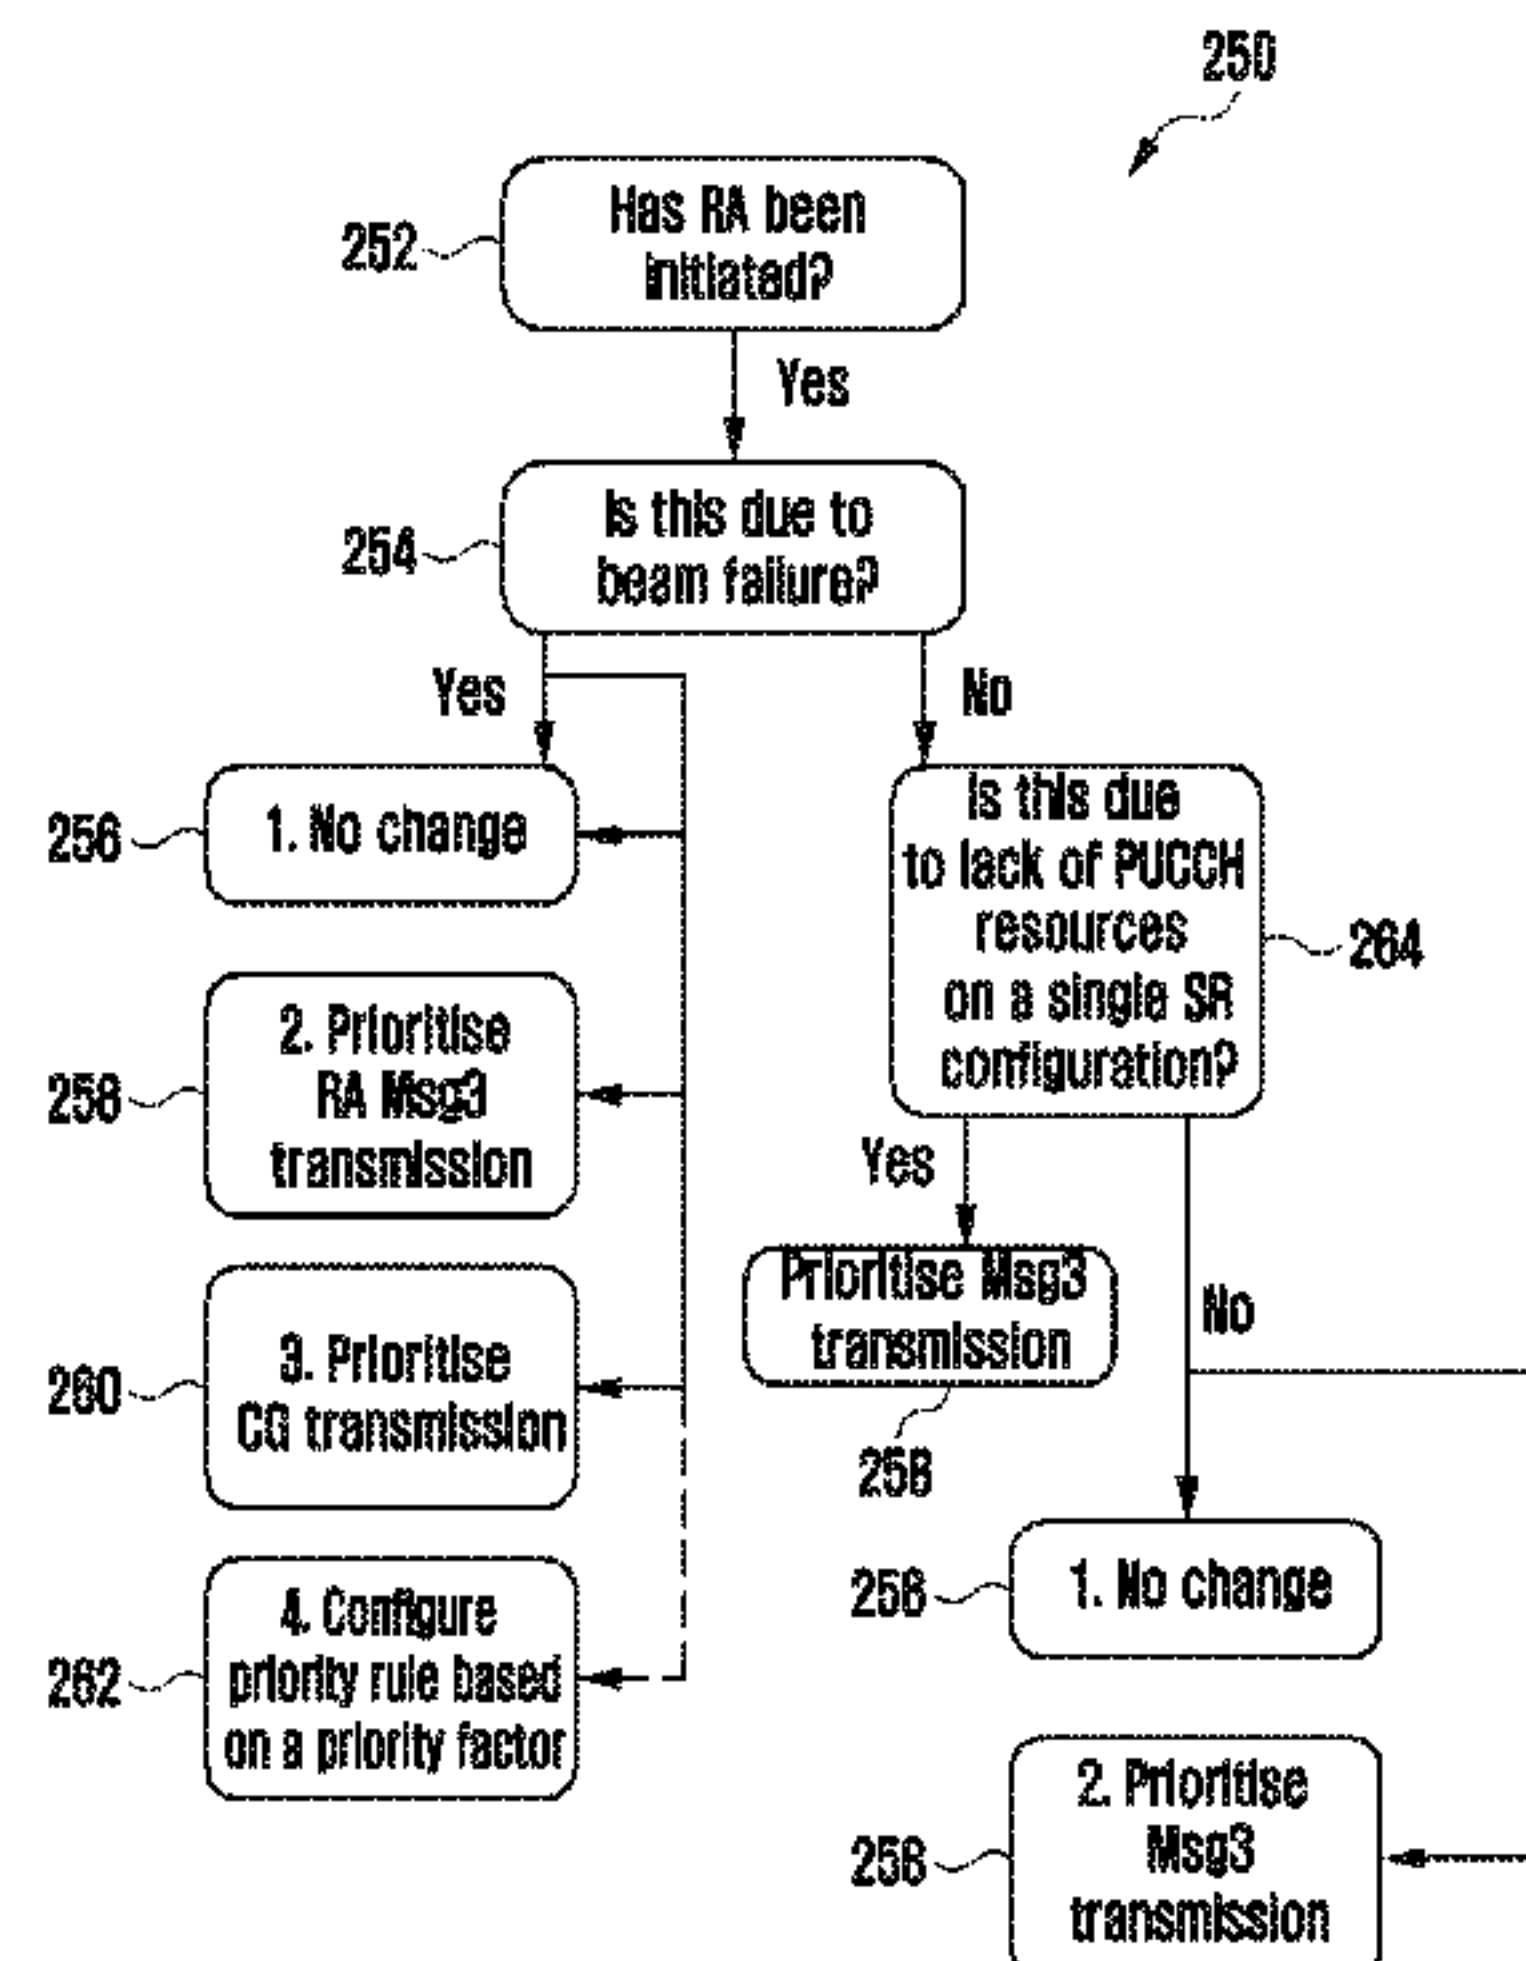 250
252
Has RA been
initiated?
Yes
254
Is this due to
beam failure?
Yes
No
256
1. No change
Is this due
to lack of PUCCH
resources
on a single SR
configuration?
264
258
2. Prioritise
RA Msg3
transmission
Yes
Prioritise Msg3
transmission
258
No
260
3. Prioritise
CG transmission
258
1. No change
262
4. Configure
priority rule based
on a priority factor
258
2. Prioritise
Msg3
transmission